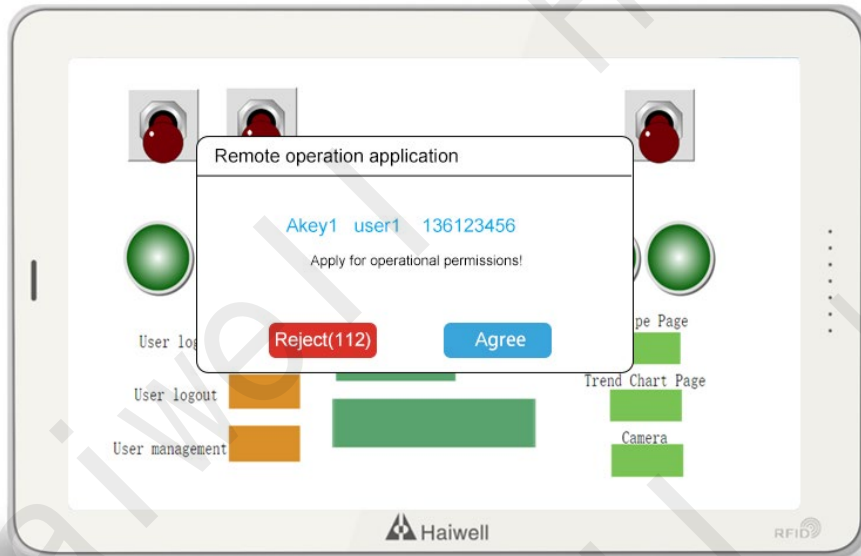 Remote operation application
Akey1 user1 136123456
Apply for operational permissions!
Reject(112) Agree
User log
pe Page
User logout
Trend Chart Page
User management
Camera
Haiwell
RFID